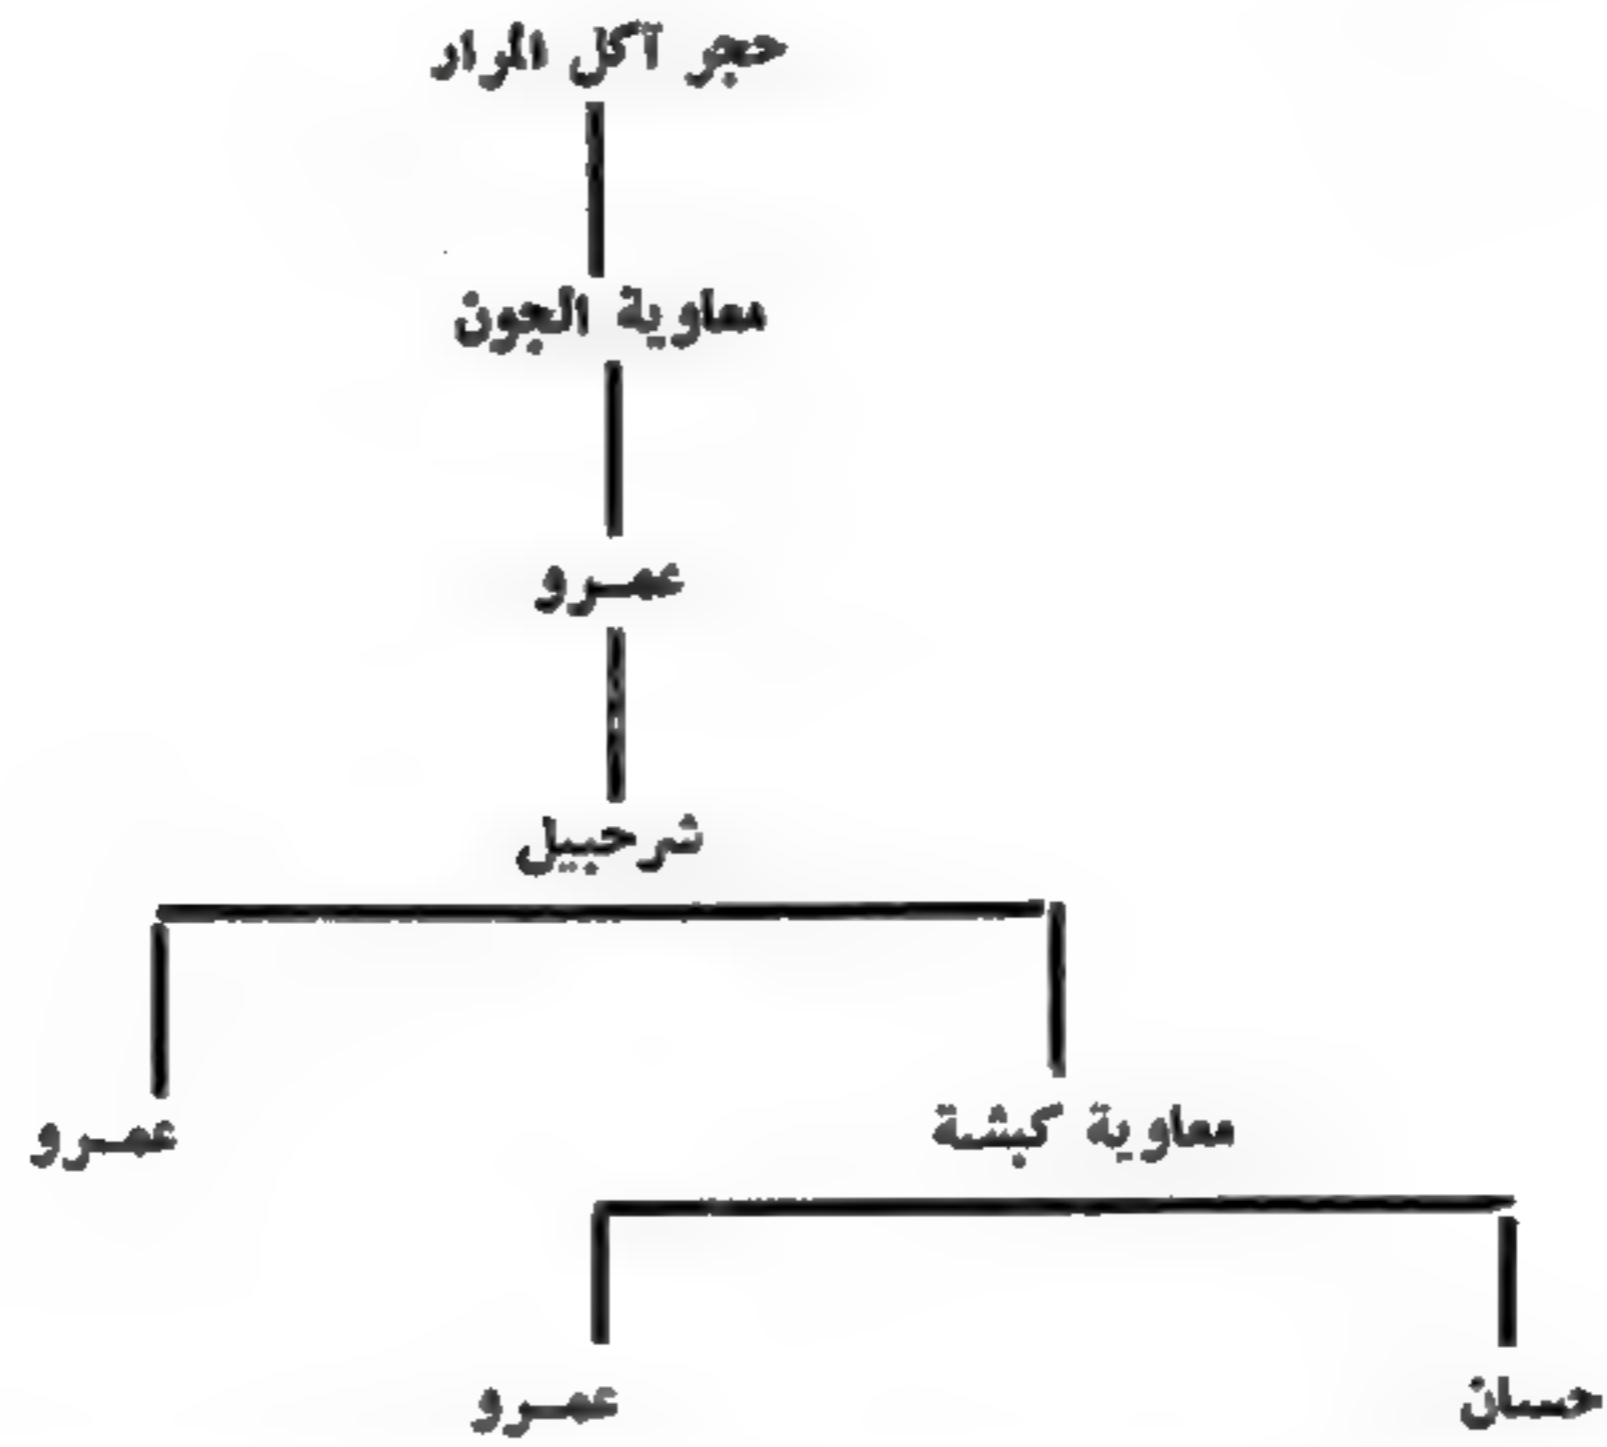 حجر آكل المرار
معاوية الجون
عمرو
شرحبيل
معاوية كبشة
عمرو
حسان
عمرو